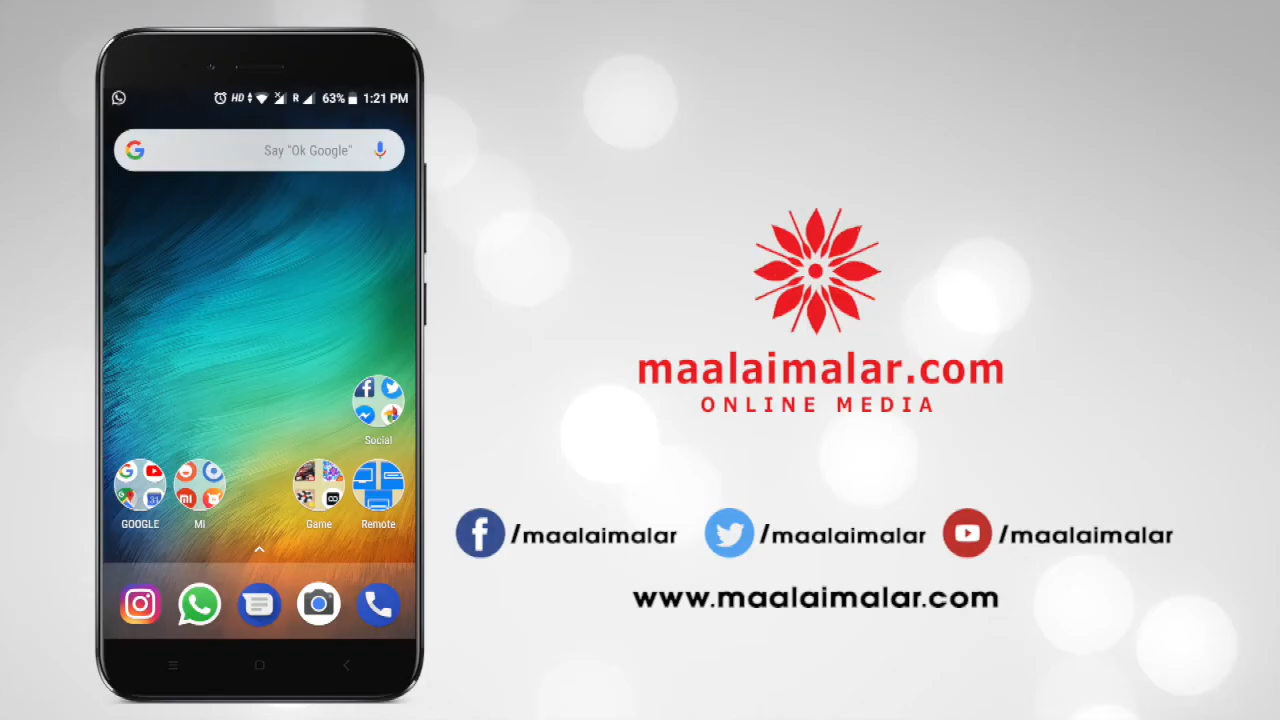 HD R 63% 1:21 PM
Say "Ok Google"
Social
GOOGLE Mi Game Remote
maalaimalar.com
ONLINE MEDIA
/maalaimalar /maalaimalar /maalaimalar
www.maalaimalar.com